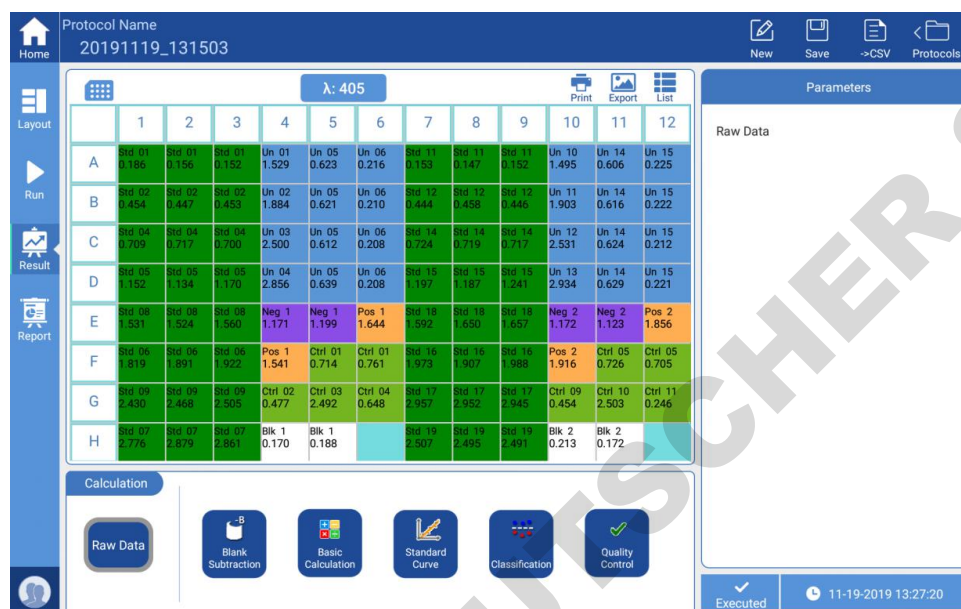 Protocol Name
20191119_131503
Home
New
Save
->CSV
Protocols
Layout
Run
Result
Report
λ: 405
Print
Export
List
1 2 3 4 5 6 7 8 9 10 11 12
A
Std 01 Std 01 Std 01 Un 01 Un 05 Un 06 Std 11 Std 11 Std 11 Un 10 Un 14 Un 15
0.186 0.156 0.152 1.529 0.623 0.216 0.153 0.147 0.152 1.495 0.606 0.225
B
Std 02 Std 02 Std 02 Un 02 Un 05 Un 06 Std 12 Std 12 Std 12 Un 11 Un 14 Un 15
0.454 0.447 0.453 1.884 0.621 0.210 0.444 0.458 0.446 1.903 0.616 0.222
C
Std 04 Std 04 Std 04 Un 03 Un 05 Un 06 Std 14 Std 14 Std 14 Un 12 Un 14 Un 15
0.709 0.717 0.700 2.500 0.612 0.208 0.724 0.719 0.717 2.531 0.624 0.212
D
Std 05 Std 05 Std 05 Un 04 Un 05 Un 06 Std 15 Std 15 Std 15 Un 13 Un 14 Un 15
1.152 1.134 1.170 2.856 0.639 0.208 1.197 1.187 1.241 2.934 0.629 0.221
E
Std 08 Std 08 Std 08 Neg 1 Neg 1 Pos 1 Std 18 Std 18 Std 18 Neg 2 Neg 2 Pos 2
1.531 1.524 1.560 1.171 1.199 1.644 1.592 1.650 1.657 1.172 1.123 1.856
F
Std 06 Std 06 Std 06 Pos 1 Ctrl 01 Ctrl 01 Std 16 Std 16 Std 16 Pos 2 Ctrl 05 Ctrl 05
1.819 1.891 1.922 1.541 0.714 0.761 1.973 1.907 1.988 1.916 0.726 0.705
G
Std 09 Std 09 Std 09 Ctrl 02 Ctrl 03 Ctrl 04 Std 17 Std 17 Std 17 Ctrl 09 Ctrl 10 Ctrl 11
2.430 2.468 2.505 0.477 2.492 0.648 2.957 2.952 2.945 0.454 2.503 0.246
H
Std 07 Std 07 Std 07 Blk 1 Blk 1 Std 19 Std 19 Std 19 Blk 2 Blk 2
2.776 2.879 2.861 0.170 0.188 2.507 2.495 2.491 0.213 0.172
Parameters
Raw Data
Calculation
Raw Data
-B
Blank
Subtraction
Basic
Calculation
Standard
Curve
Classification
Quality
Control
Executed
11-19-2019 13:27:20
UTSCHER